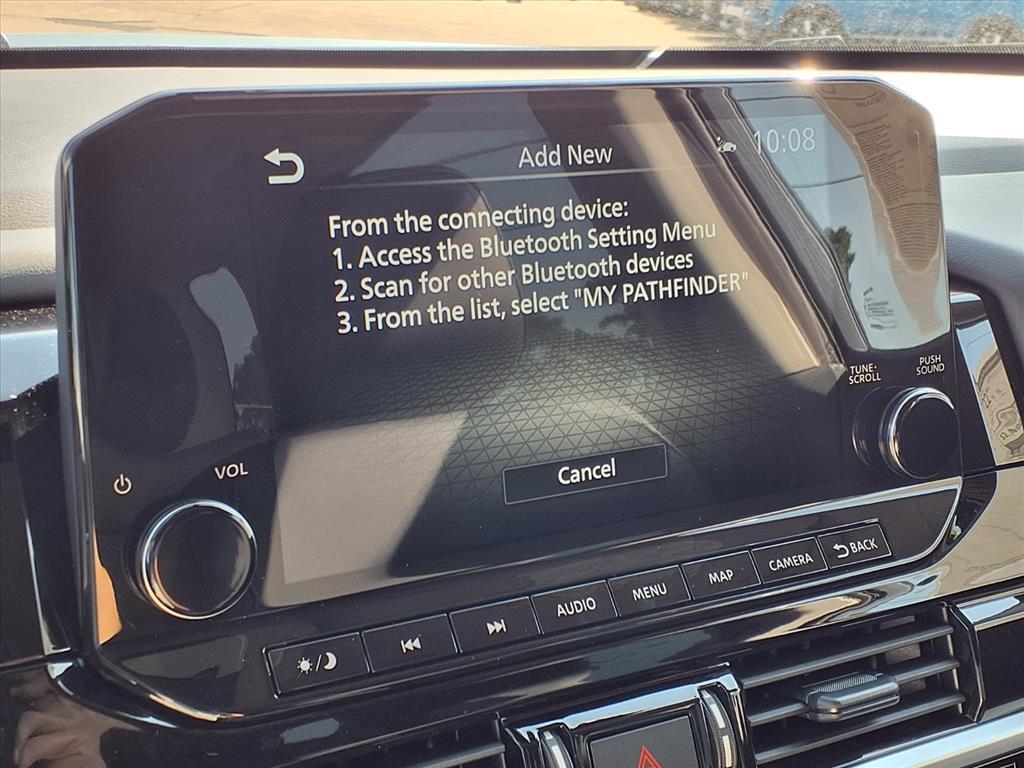 Add New
10:08
From the connecting device:
1. Access the Bluetooth Setting Menu
2. Scan for other Bluetooth devices
3. From the list, select "MY PATHFINDER"
TUNE·
SCROLL
PUSH
SOUND
Cancel
VOL
AUDIO
MENU
MAP
CAMERA
BACK